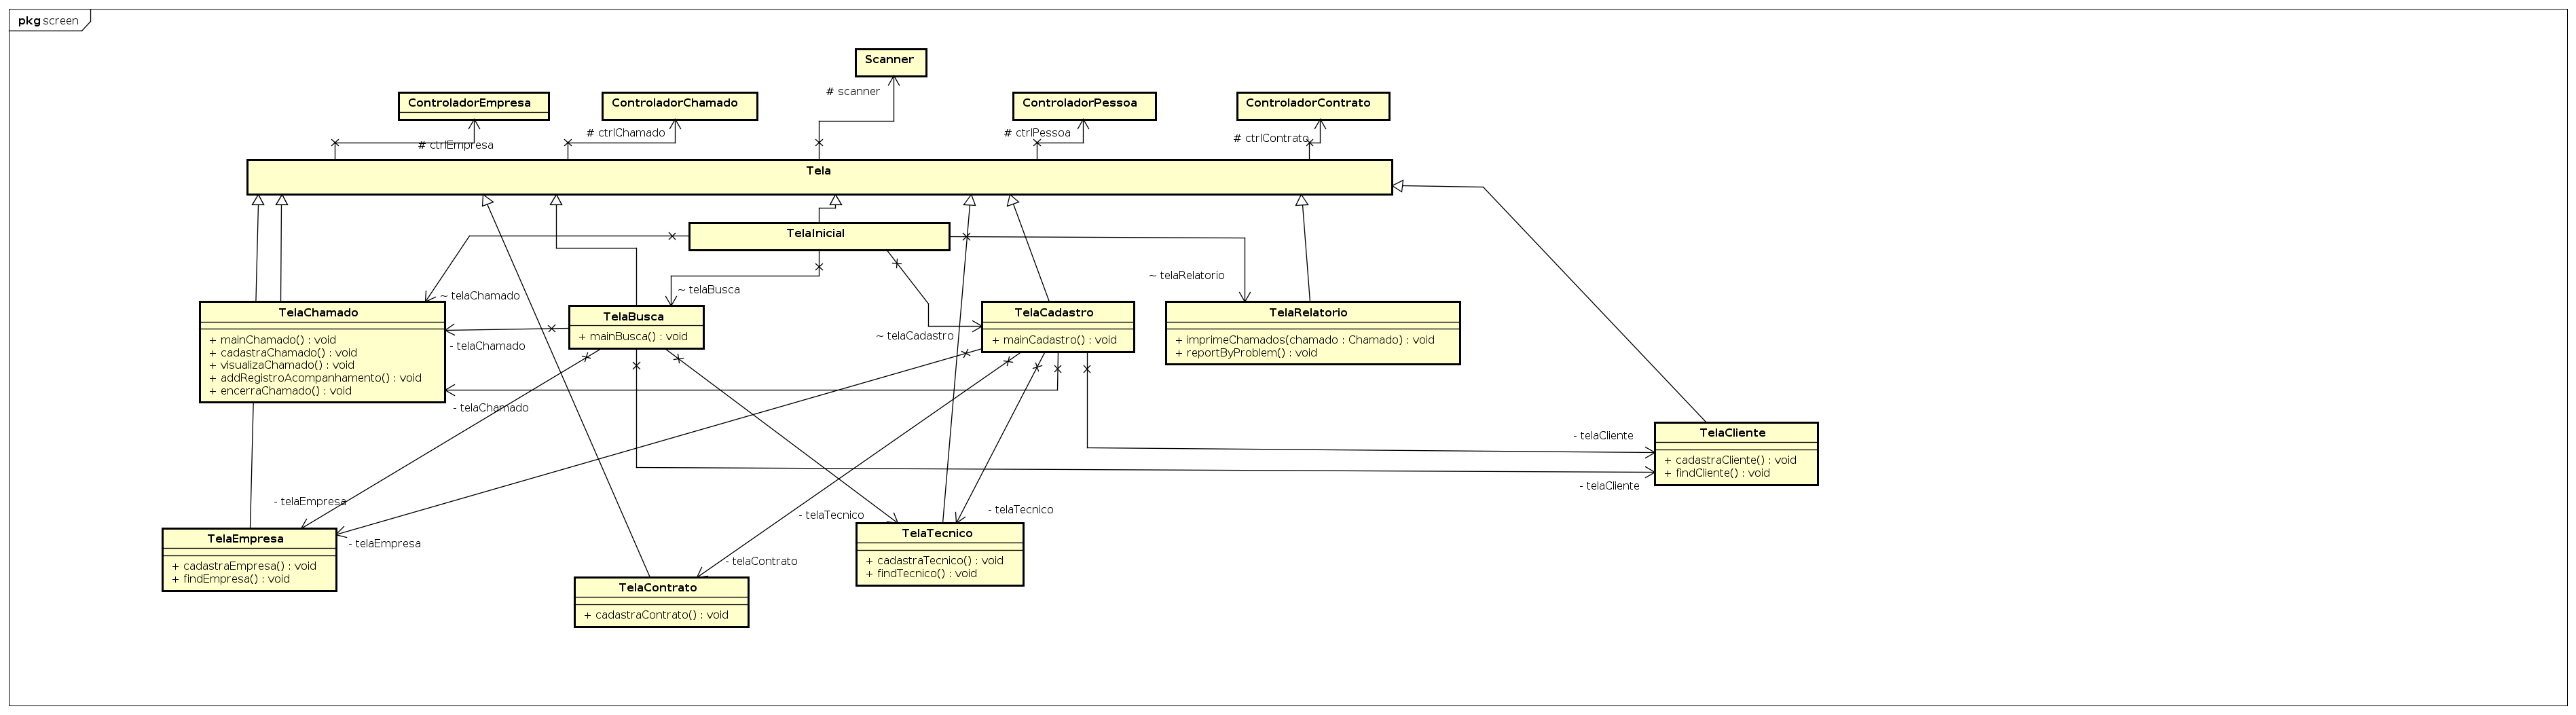 pkg screen
Scanner
# scanner
ControladorEmpresa
ControladorChamado
ControladorPessoa
ControladorContrato
# ctrlEmpresa
# ctrlChamado
# ctrlPessoa
# ctrlContrato
Tela
TelaInicial
~ telaChamado
~ telaBusca
~ telaCadastro
~ telaRelatorio
TelaChamado
+ mainChamado() : void
+ cadastraChamado() : void
+ visualizaChamado() : void
+ addRegistroAcompanhamento() : void
+ encerraChamado() : void
TelaBusca
+ mainBusca() : void
TelaCadastro
+ mainCadastro() : void
TelaRelatorio
+ imprimeChamados(chamado : Chamado) : void
+ reportByProblem() : void
- telaChamado
- telaChamado
- telaCliente
TelaCliente
+ cadastraCliente() : void
+ findCliente() : void
- telaCliente
- telaEmpresa
- telaEmpresa
- telaTecnico
- telaTecnico
- telaContrato
TelaEmpresa
+ cadastraEmpresa() : void
+ findEmpresa() : void
TelaContrato
+ cadastraContrato() : void
TelaTecnico
+ cadastraTecnico() : void
+ findTecnico() : void